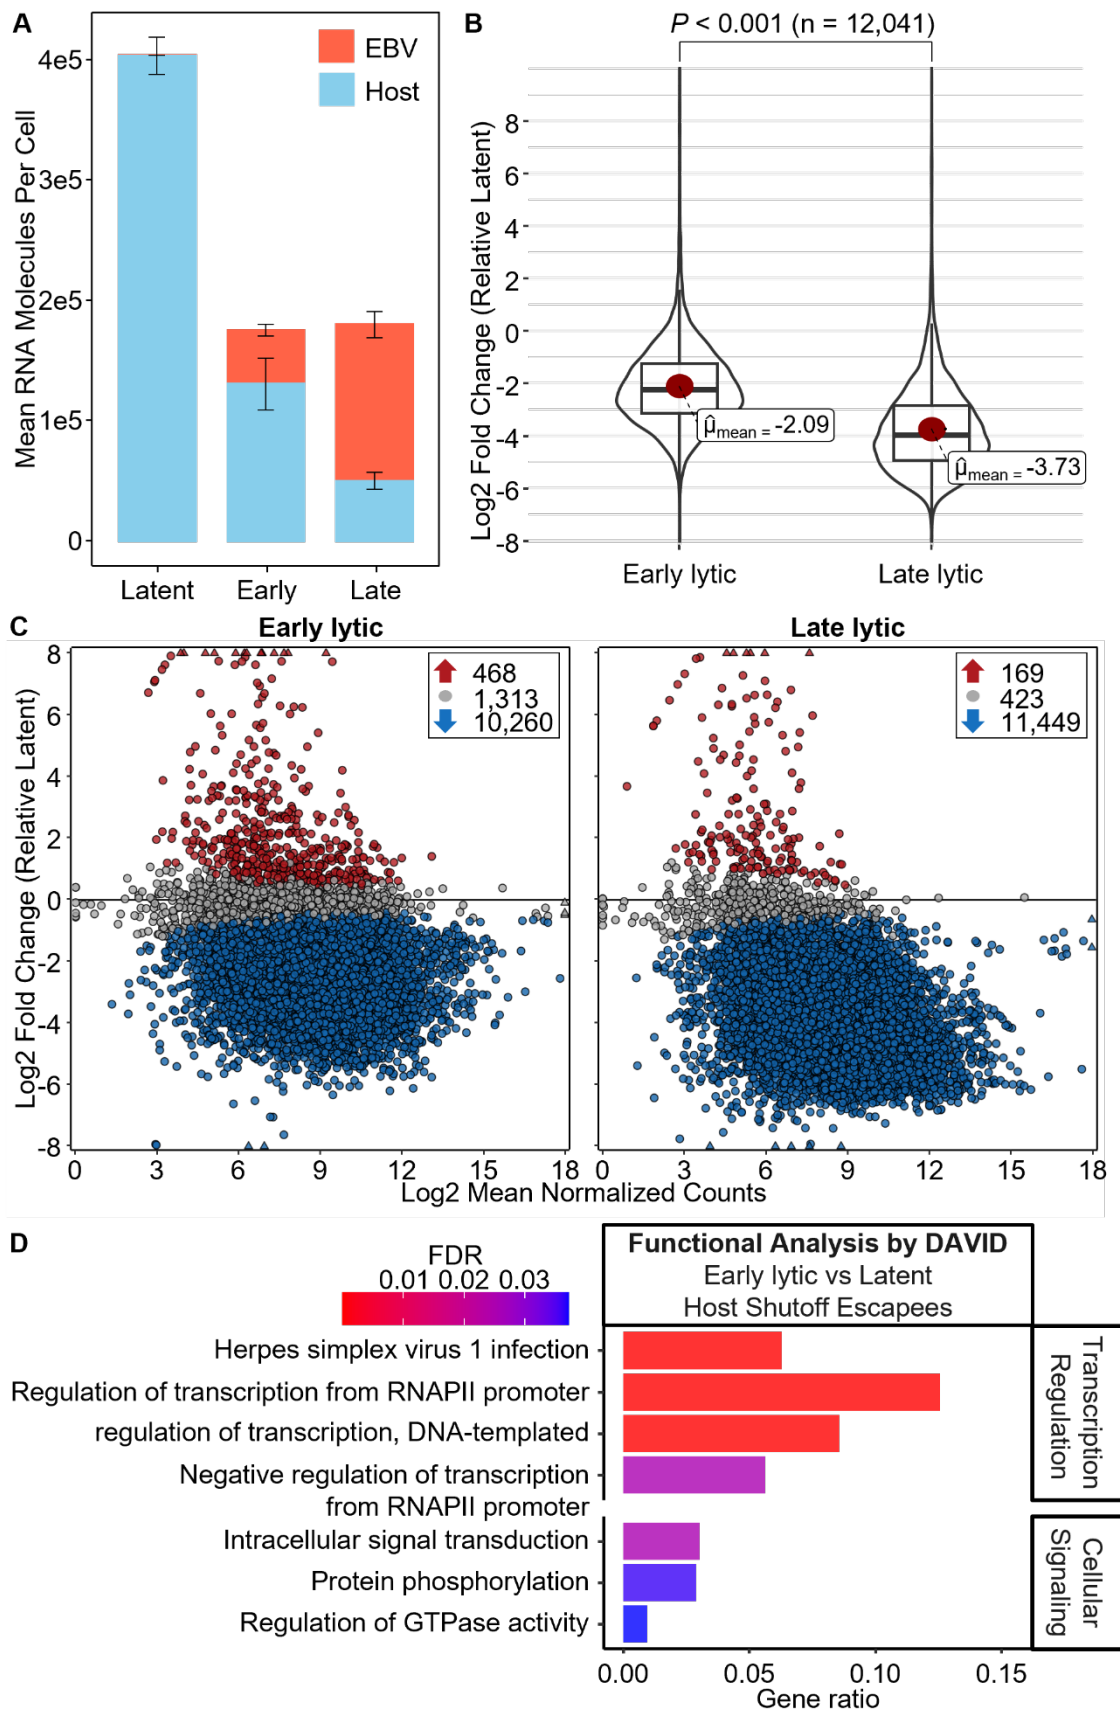 A
Mean RNA Molecules Per Cell
4e5
3e5
2e5
1e5
0
EBV
Host
Latent
Early
Late
B
P < 0.001 (n = 12,041)
Log2 Fold Change (Relative Latent)
8
6
4
2
0
-2
-4
-6
-8
μ̂mean = -2.09
μ̂mean = -3.73
Early lytic
Late lytic
C
Early lytic
Late lytic
Log2 Fold Change (Relative Latent)
8
6
4
2
0
-2
-4
-6
-8
468
1,313
10,260
169
423
11,449
0 3 6 9 12 15 18
0 3 6 9 12 15 18
Log2 Mean Normalized Counts
D
FDR
0.01 0.02 0.03
Functional Analysis by DAVID
Early lytic vs Latent
Host Shutoff Escapees
Herpes simplex virus 1 infection
Regulation of transcription from RNAPII promoter
regulation of transcription, DNA-templated
Negative regulation of transcription
from RNAPII promoter
Intracellular signal transduction
Protein phosphorylation
Regulation of GTPase activity
Transcription
Regulation
Cellular
Signaling
0.00 0.05 0.10 0.15
Gene ratio